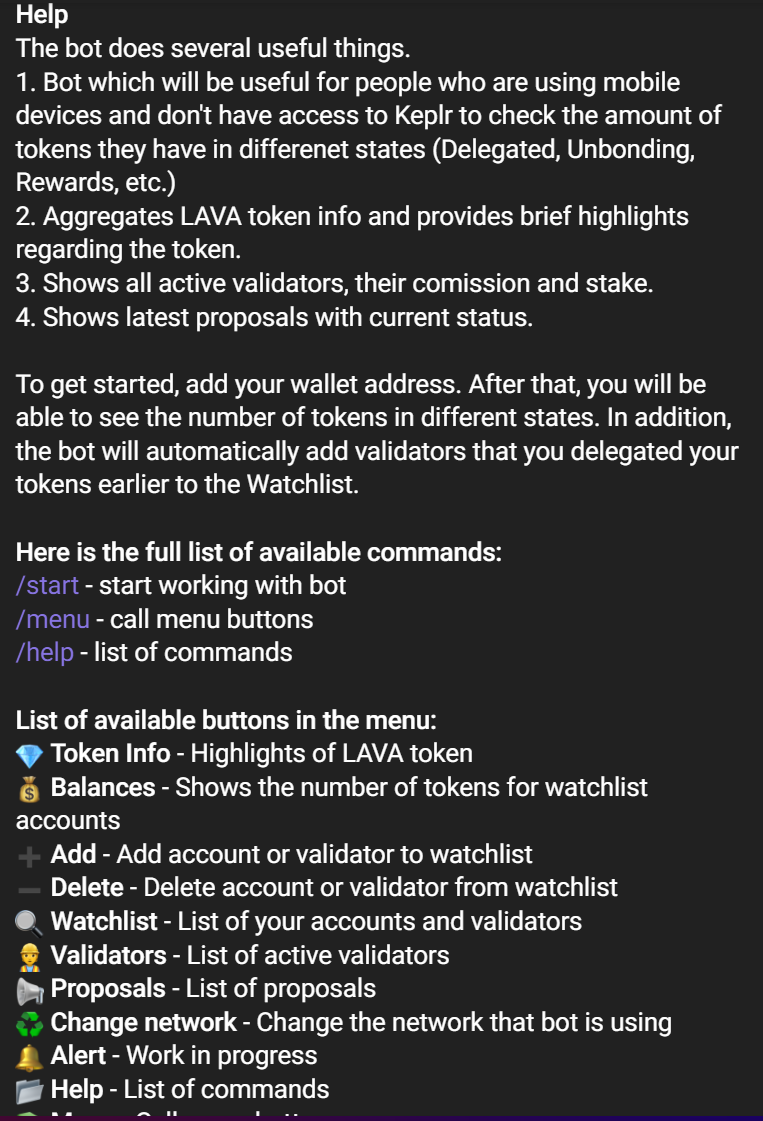 Help
The bot does several useful things.
1. Bot which will be useful for people who are using mobile
devices and don't have access to Keplr to check the amount of
tokens they have in differenet states (Delegated, Unbonding,
Rewards, etc.)
2. Aggregates LAVA token info and provides brief highlights
regarding the token.
3. Shows all active validators, their comission and stake.
4. Shows latest proposals with current status.
To get started, add your wallet address. After that, you will be
able to see the number of tokens in different states. In addition,
the bot will automatically add validators that you delegated your
tokens earlier to the Watchlist.
Here is the full list of available commands:
/start - start working with bot
/menu - call menu buttons
/help - list of commands
List of available buttons in the menu:
💎 Token Info - Highlights of LAVA token
💰 Balances - Shows the number of tokens for watchlist
accounts
➕ Add - Add account or validator to watchlist
➖ Delete - Delete account or validator from watchlist
🔍 Watchlist - List of your accounts and validators
👷 Validators - List of active validators
📢 Proposals - List of proposals
♻️ Change network - Change the network that bot is using
🔔 Alert - Work in progress
📂 Help - List of commands